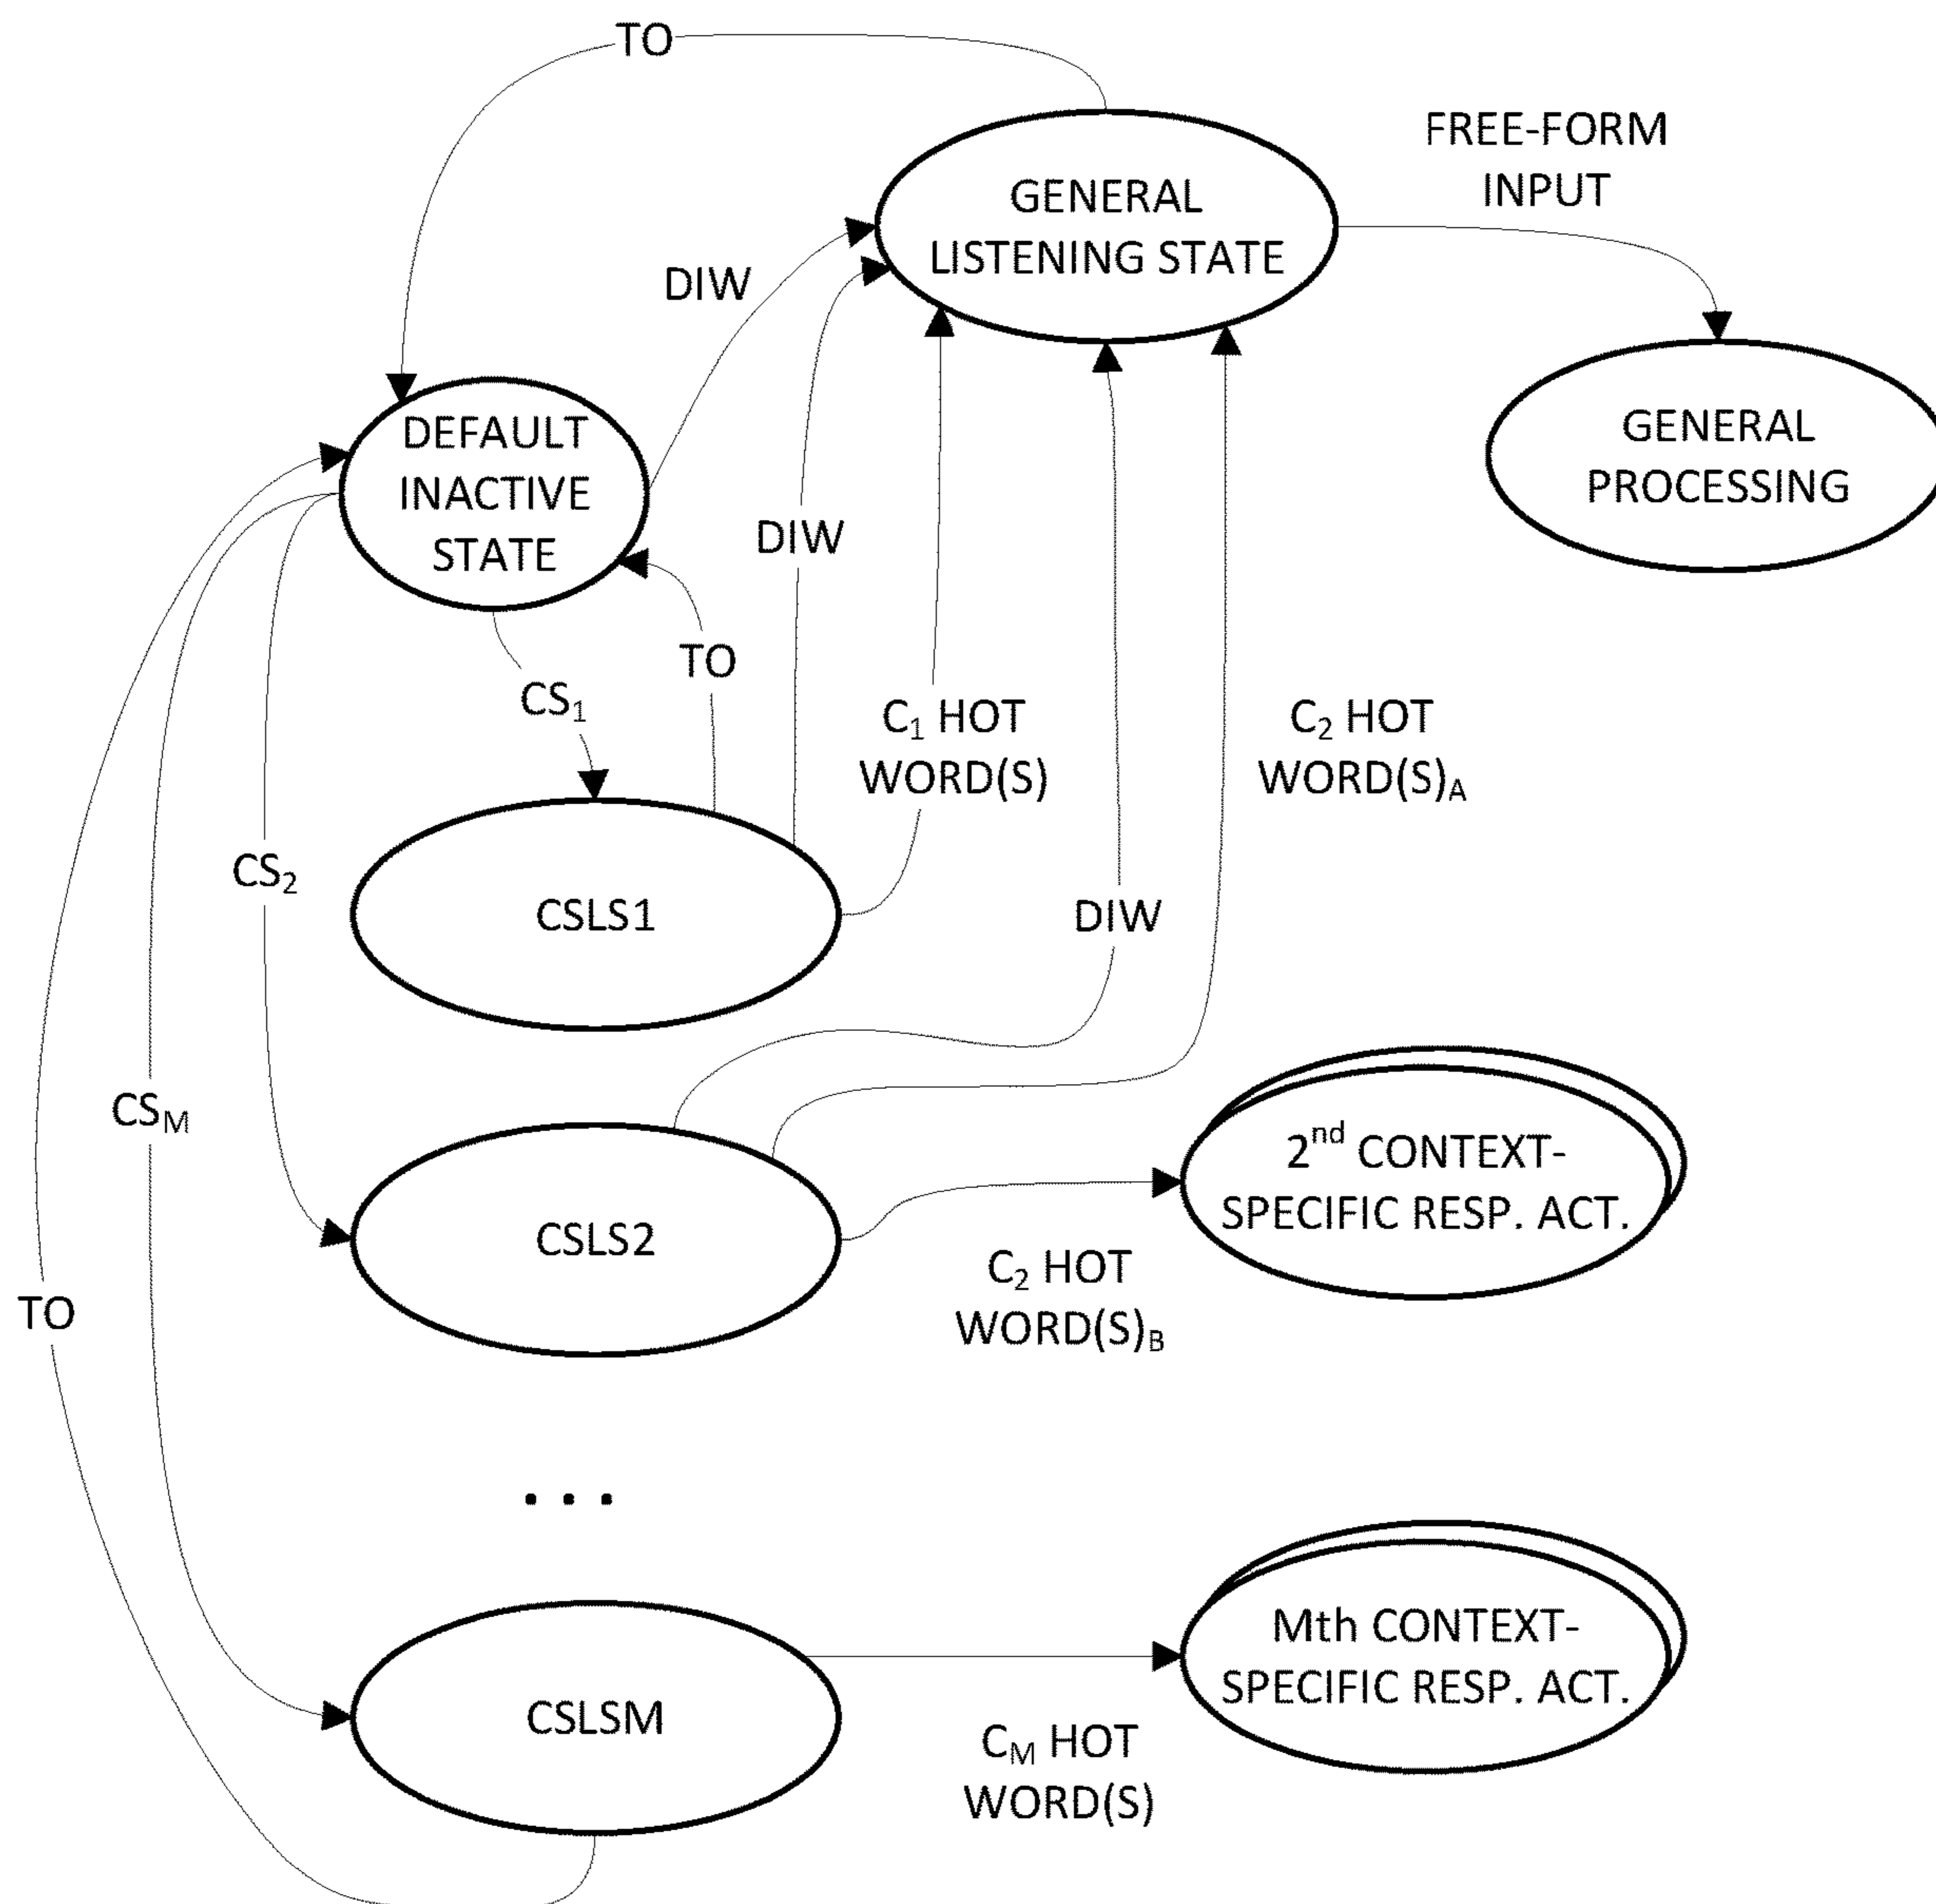 TO
FREE-FORM
INPUT
GENERAL
LISTENING STATE
DIW
DEFAULT
INACTIVE
STATE
GENERAL
PROCESSING
DIW
TO
CS₁
C₁ HOT
WORD(S)
C₂ HOT
WORD(S)A
CS₂
CSLS1
DIW
CSM
2nd CONTEXT-
SPECIFIC RESP. ACT.
CSLS2
C₂ HOT
WORD(S)B
TO
...
Mth CONTEXT-
SPECIFIC RESP. ACT.
CSLSM
CM HOT
WORD(S)